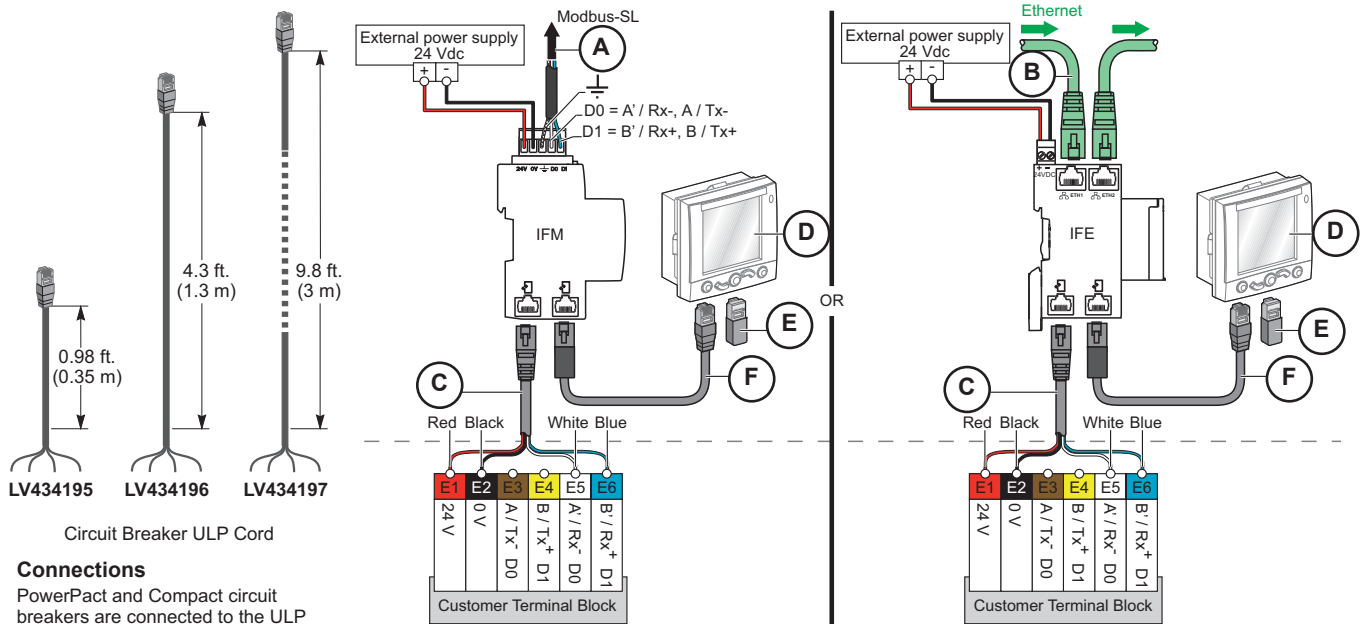 4.3 ft.
(1.3 m)
9.8 ft.
(3 m)
0.98 ft.
(0.35 m)
LV434195
LV434196
LV434197
Circuit Breaker ULP Cord
Connections
PowerPact and Compact circuit
breakers are connected to the ULP
Modbus-SL
A
External power supply
24 Vdc
+ -
D0 = A' / Rx-, A / Tx-
D1 = B' / Rx+, B / Tx+
24V 0V D0 D1
IFM
D
E
F
C
Red Black White Blue
E1 E2 E3 E4 E5 E6
24 V
0 V
A / Tx- D0
B / Tx+ D1
A' / Rx- D0
B' / Rx+ D1
Customer Terminal Block
OR
Ethernet
External power supply
24 Vdc
+ -
B
+ -
24VDC
ETH1 ETH2
IFE
D
E
F
C
Red Black White Blue
E1 E2 E3 E4 E5 E6
24 V
0 V
A / Tx- D0
B / Tx+ D1
A' / Rx- D0
B' / Rx+ D1
Customer Terminal Block